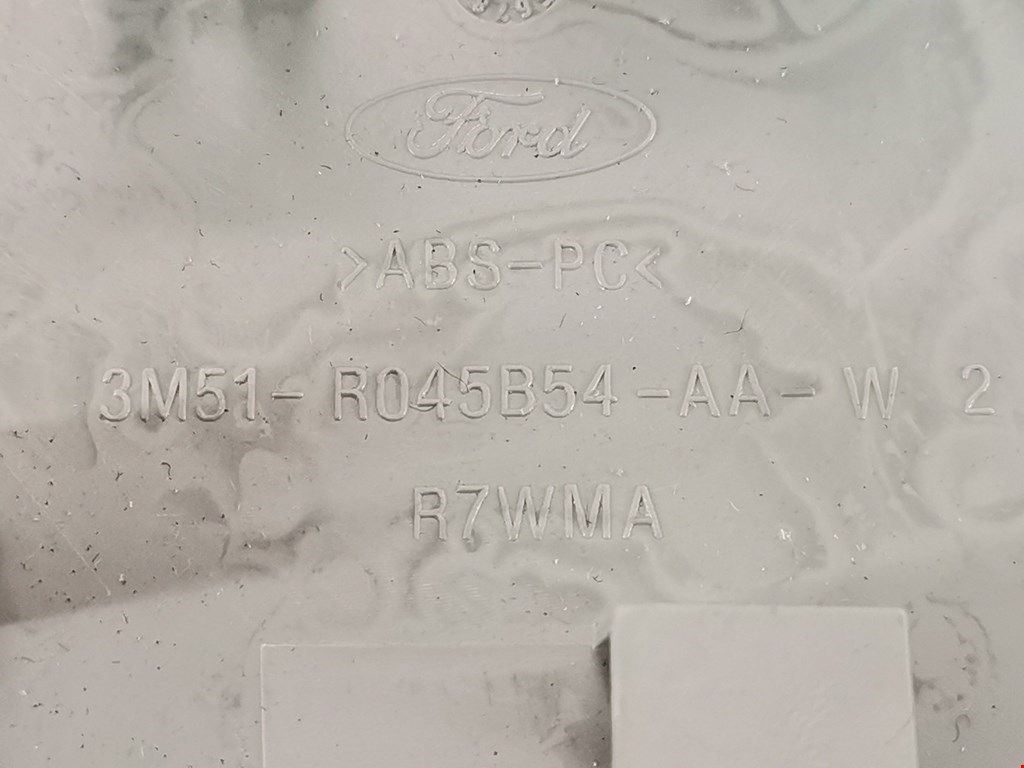 Ford
>ABS-PC<
3M51-R045B54-AA-W 2
R7WMA